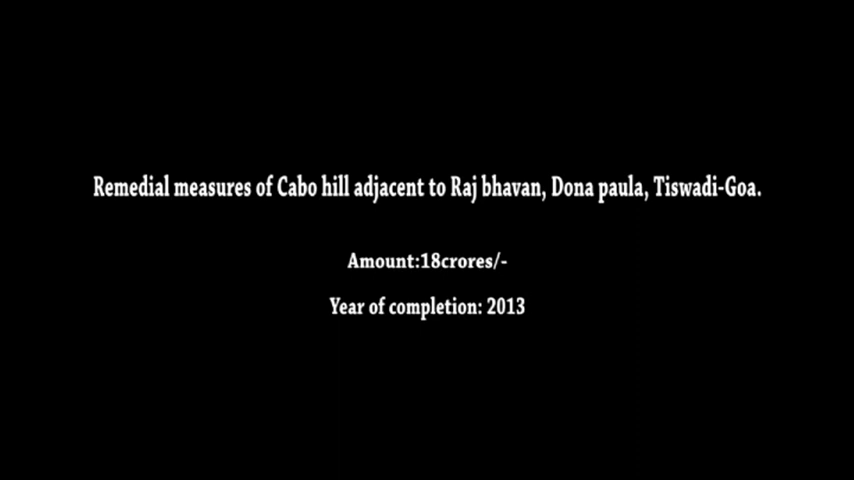 Remedial measures of Cabo hill adjacent to Raj bhavan, Dona paula, Tiswadi-Goa.
Amount:18crores/-
Year of completion: 2013